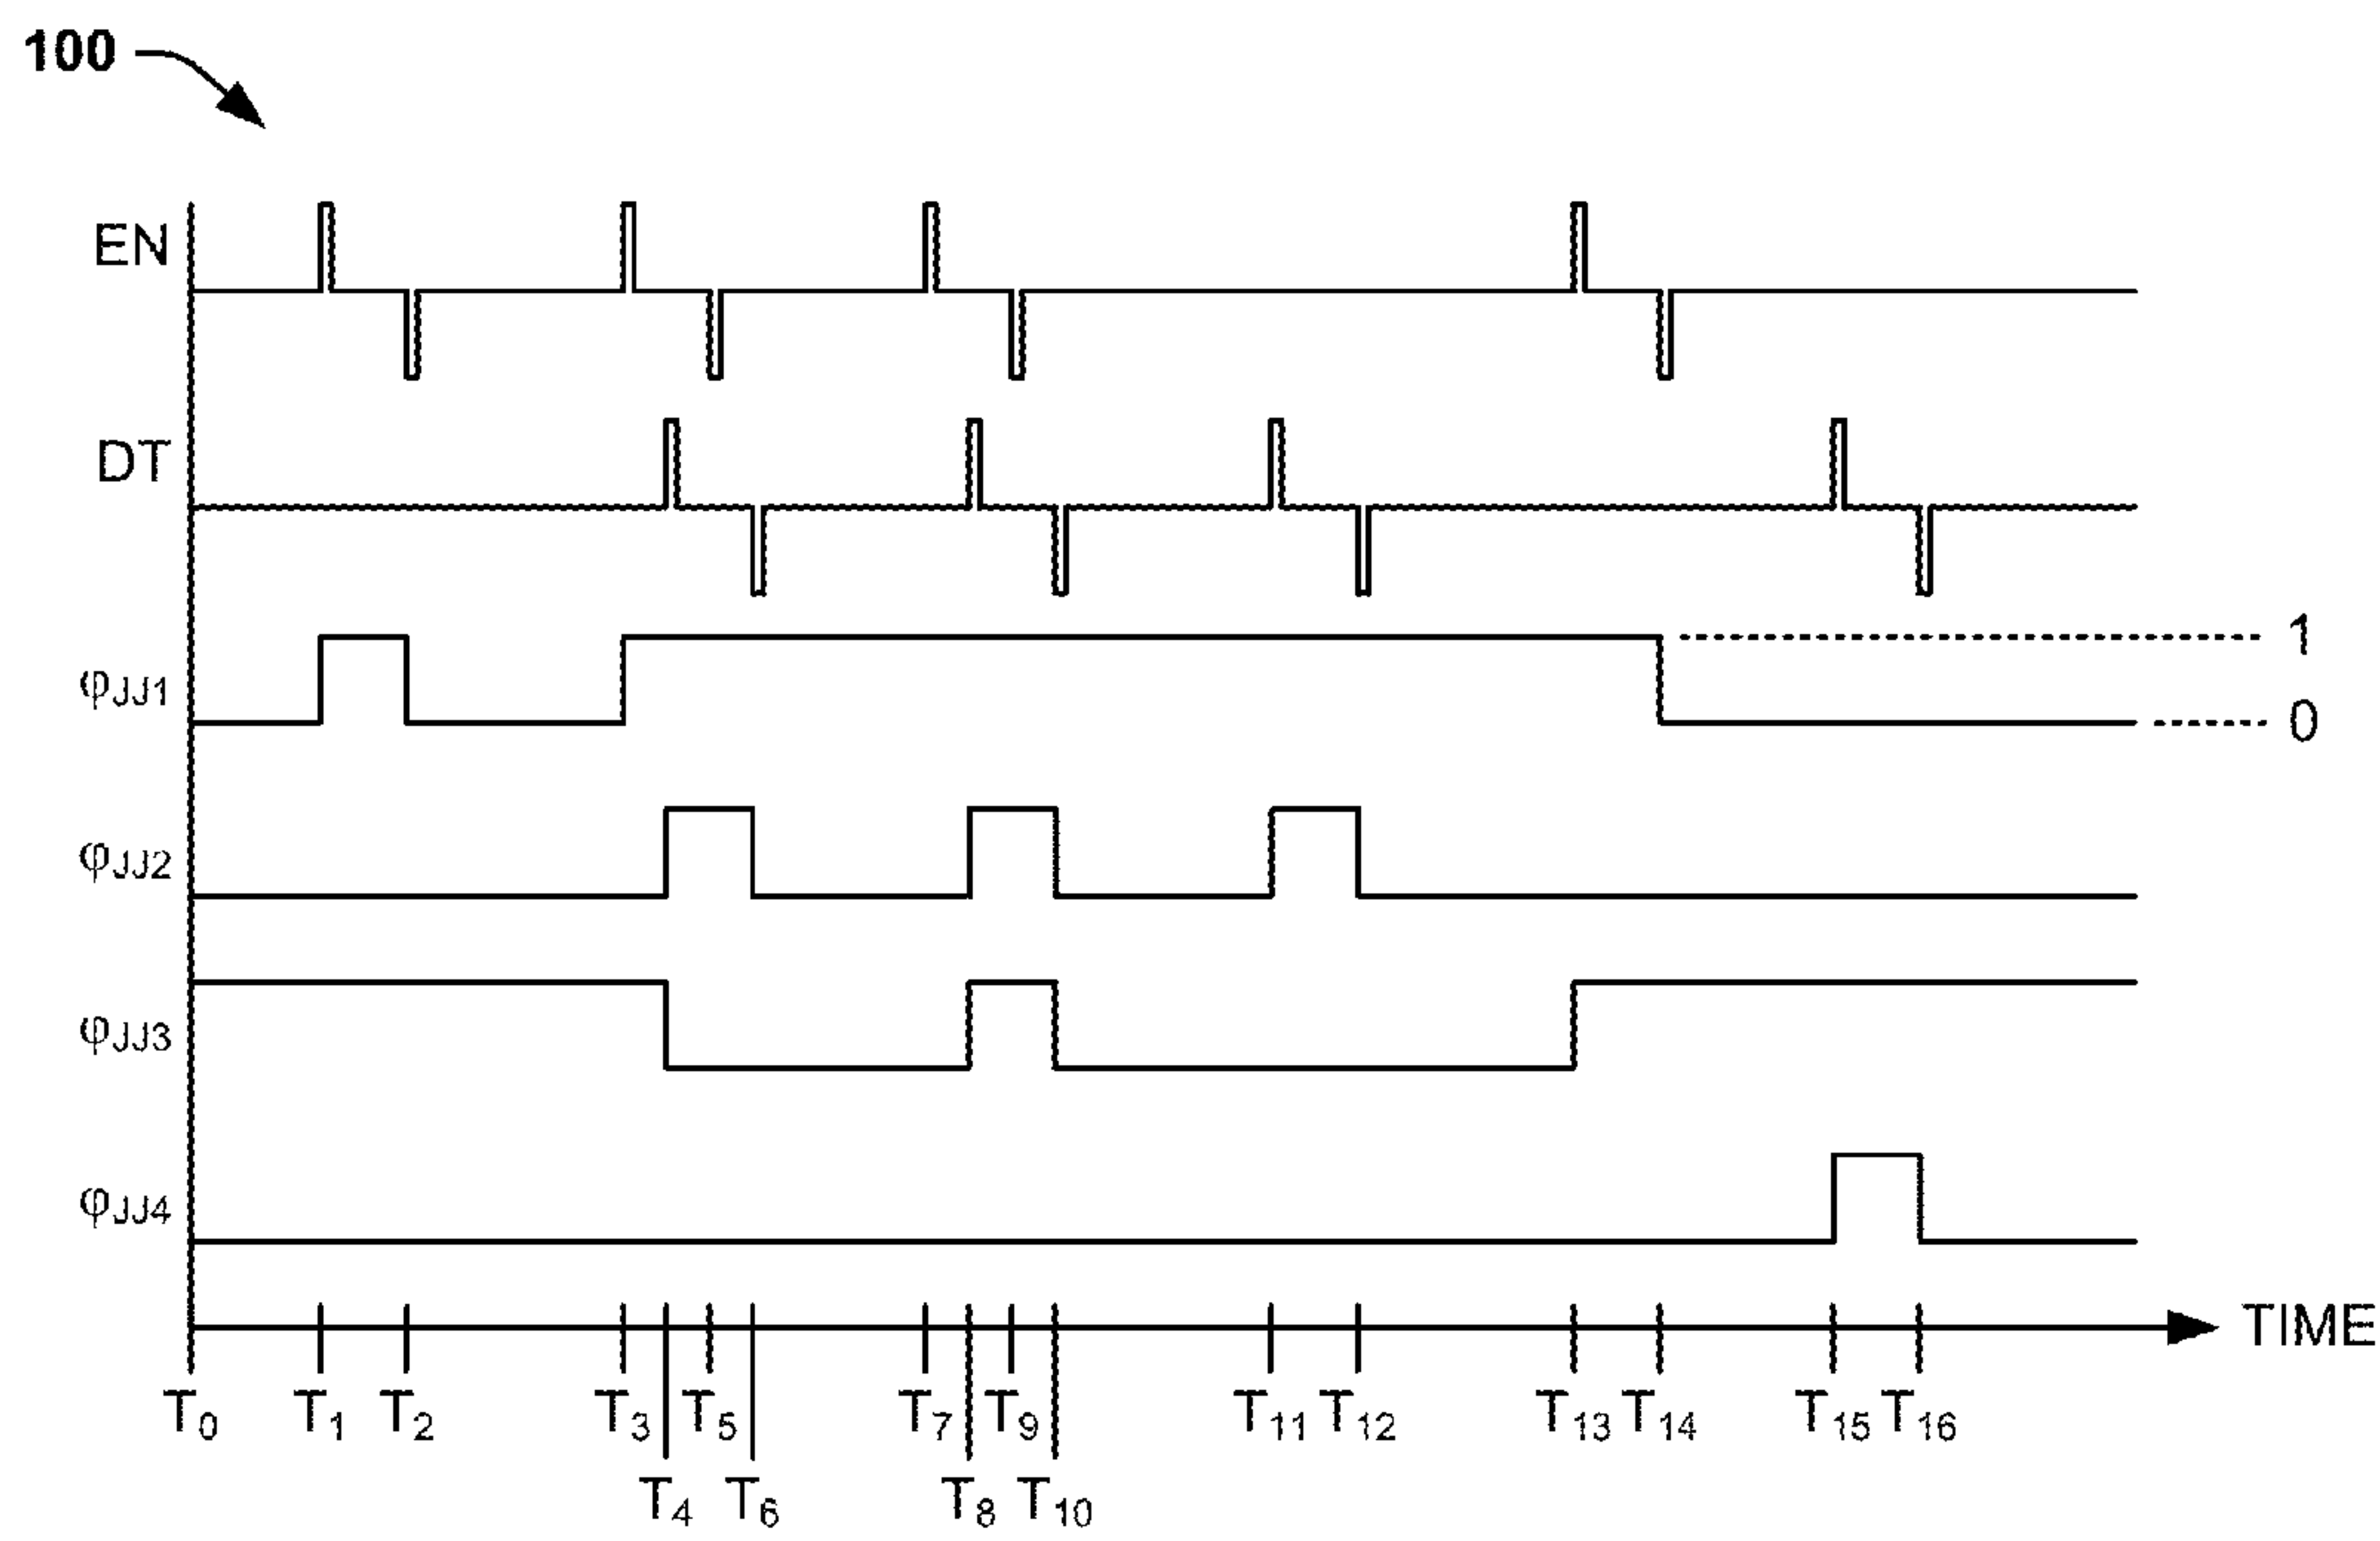 100
EN
DT
1
φJJ1
0
φJJ2
φJJ3
φJJ4
TIME
T0 T1 T2 T3 T5 T7 T9 T11 T12 T13 T14 T15 T16
T4 T6 T8 T10